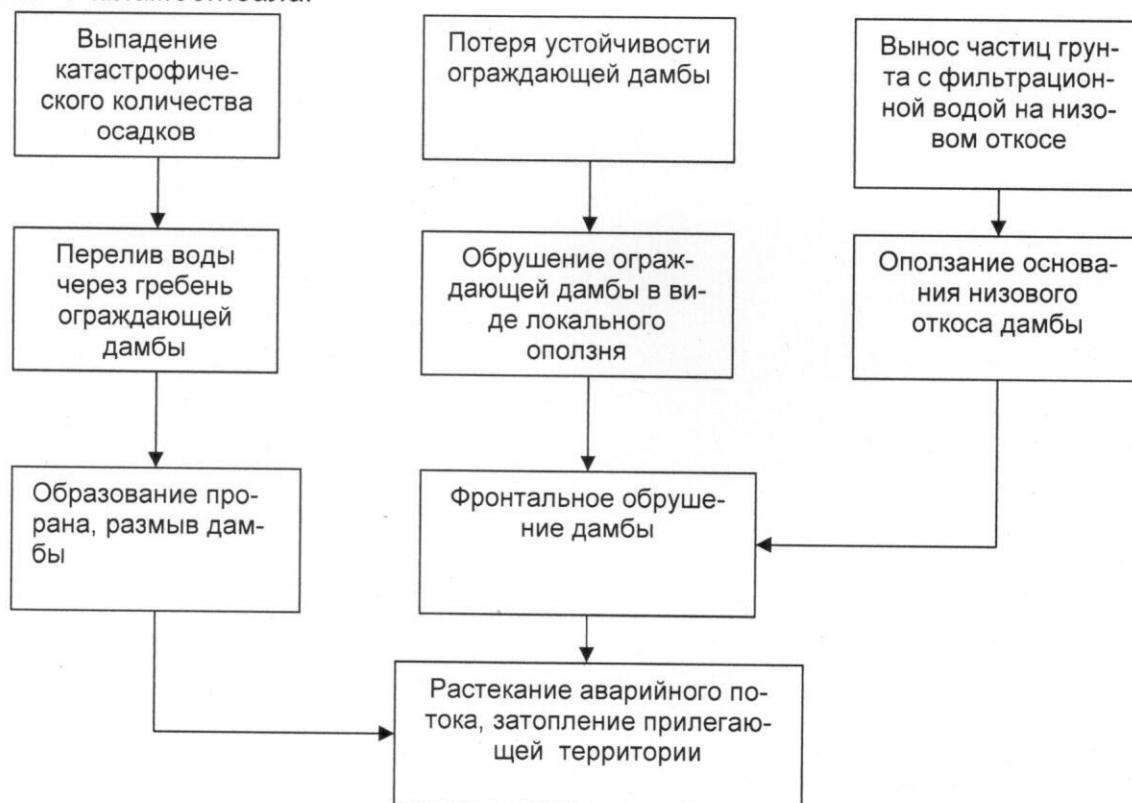 Выпадение
катастрофиче-
ского количества
осадков
Потеря устойчивости
ограждающей дамбы
Вынос частиц грун-
та с фильтрацион-
ной водой на низо-
вом откосе
Перелив воды
через гребень
ограждающей
дамбы
Обрушение ограж-
дающей дамбы в ви-
де локального
оползня
Оползание основа-
ния низового
откоса дамбы
Образование про-
рана, размыв дам-
бы
Фронтальное обруше-
ние дамбы
Растекание аварийного по-
тока, затопление прилегаю-
щей территории